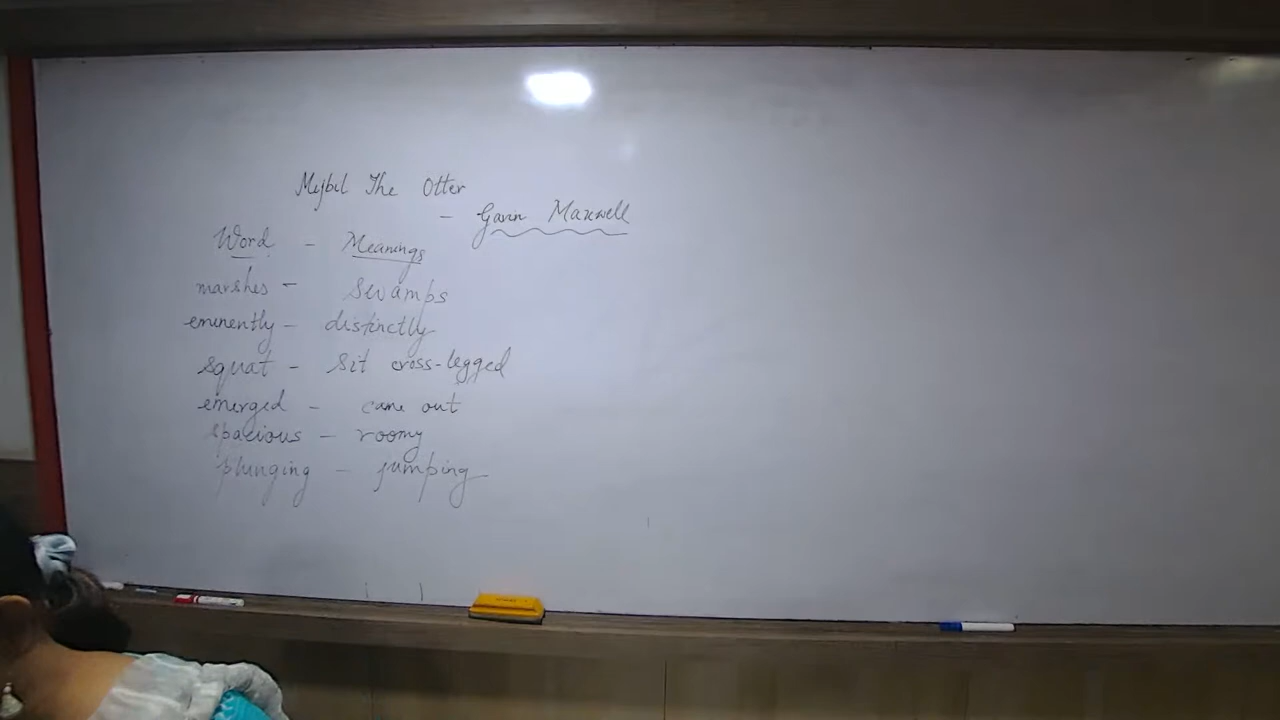 Mijbil The Otter
- Gavin Maxwell
Word - Meanings
marshes - swamps
eminently - distinctly
squat - sit cross-legged
emerged - came out
spacious - roomy
plunging - jumping